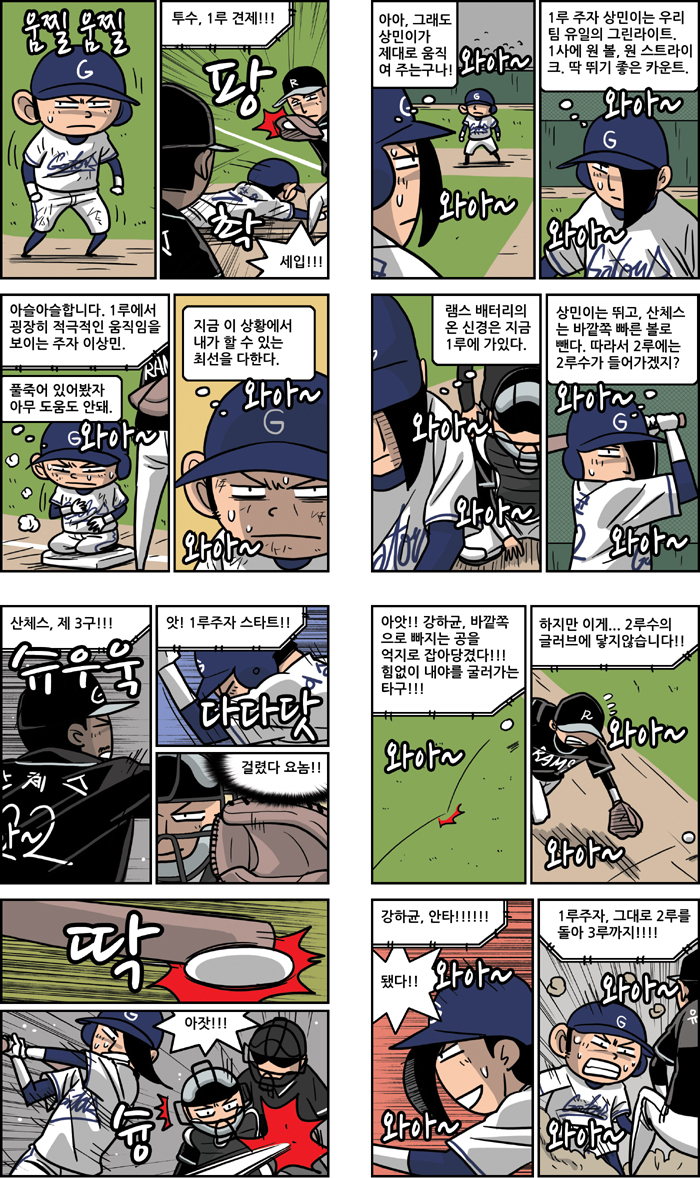 움찔 움찔
G
Gators
투수, 1루 견제!!!
팡
R
촥
세입!!!
아슬아슬합니다. 1루에서
굉장히 적극적인 움직임을
보이는 주자 이상민.
풀죽어 있어봤자
아무 도움도 안돼.
와아~
RAM
G
지금 이 상황에서
내가 할 수 있는
최선을 다한다.
와아~
G
와아~
아아, 그래도
상민이가
제대로 움직
여 주는구나!
와아~
G
와아~
1루 주자 상민이는 우리
팀 유일의 그린라이트.
1사에 원 볼, 원 스트라이
크. 딱 뛰기 좋은 카운트.
와아~
G
와아~
Gators
램스 배터리의
온 신경은 지금
1루에 가있다.
와아~
와아~
상민이는 뛰고, 산체스
는 바깥쪽 빠른 볼로
뺀다. 따라서 2루에는
2루수가 들어가겠지?
와아~
G
와아~
2
산체스, 제 3구!!!
슈우우욱
G
산체스
앗! 1루주자 스타트!!
다다닷
걸렸다 요놈!!
딱
아잣!!!
G
슝
아앗!! 강하균, 바깥쪽
으로 빠지는 공을
억지로 잡아당겼다!!!
힘없이 내야를 굴러가는
타구!!!
와아~
하지만 이게... 2루수의
글러브에 닿지않습니다!!
R
와아~
RAMS
와아~
강하균, 안타!!!!!!
됐다!!
와아~
와아~
1루주자, 그대로 2루를
돌아 3루까지!!!!
와아~
G
유
와아~